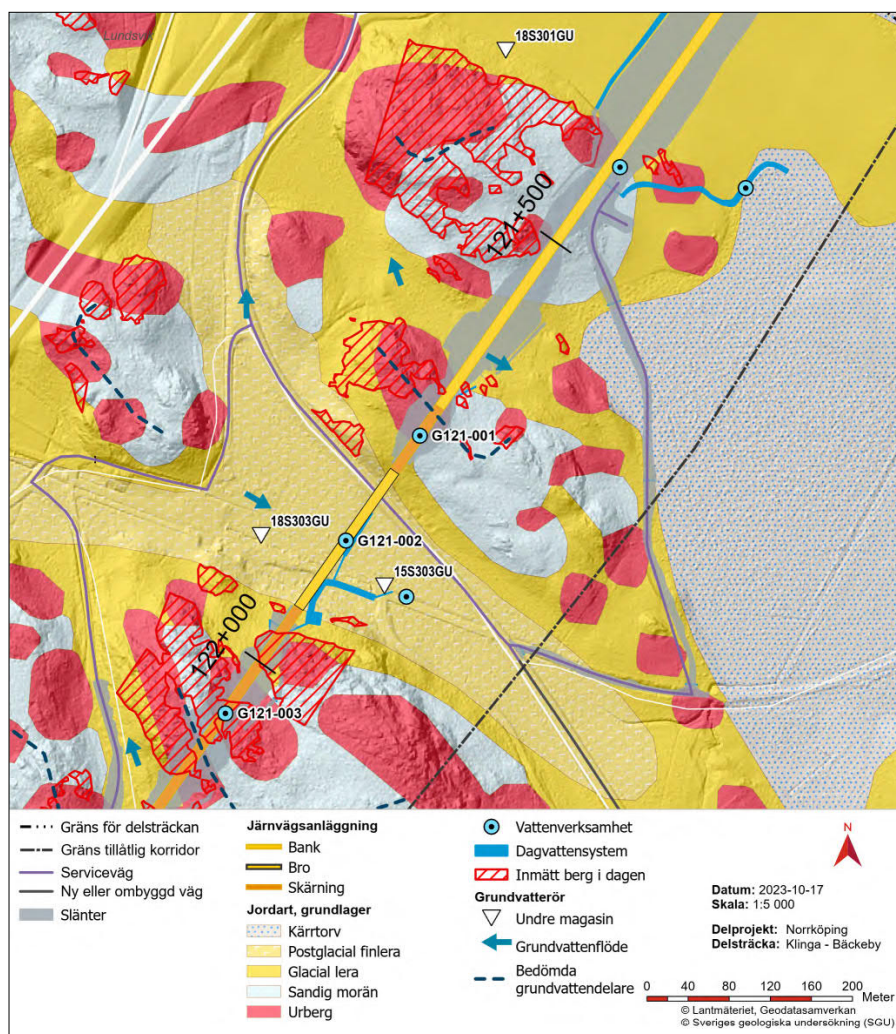 Lundsvik
18S301GU
121+500
G121-001
18S303GU
G121-002
15S303GU
122+000
G121-003
Gräns för delsträckan
Gräns tillåtlig korridor
Serviceväg
Ny eller ombyggd väg
Slänter
Järnvägsanläggning
Bank
Bro
Skärning
Jordart, grundlager
Kärrtorv
Postglacial finlera
Glacial lera
Sandig morän
Urberg
Vattenverksamhet
Dagvattensystem
Inmätt berg i dagen
Grundvatterör
Undre magasin
Grundvattenflöde
Bedömda
grundvattendelare
N
Datum: 2023-10-17
Skala: 1:5 000
Delprojekt: Norrköping
Delsträcka: Klinga - Bäckeby
0 40 80 120 160 200
Meter
© Lantmäteriet, Geodatasamverkan
© Sveriges geologiska undersökning (SGU)